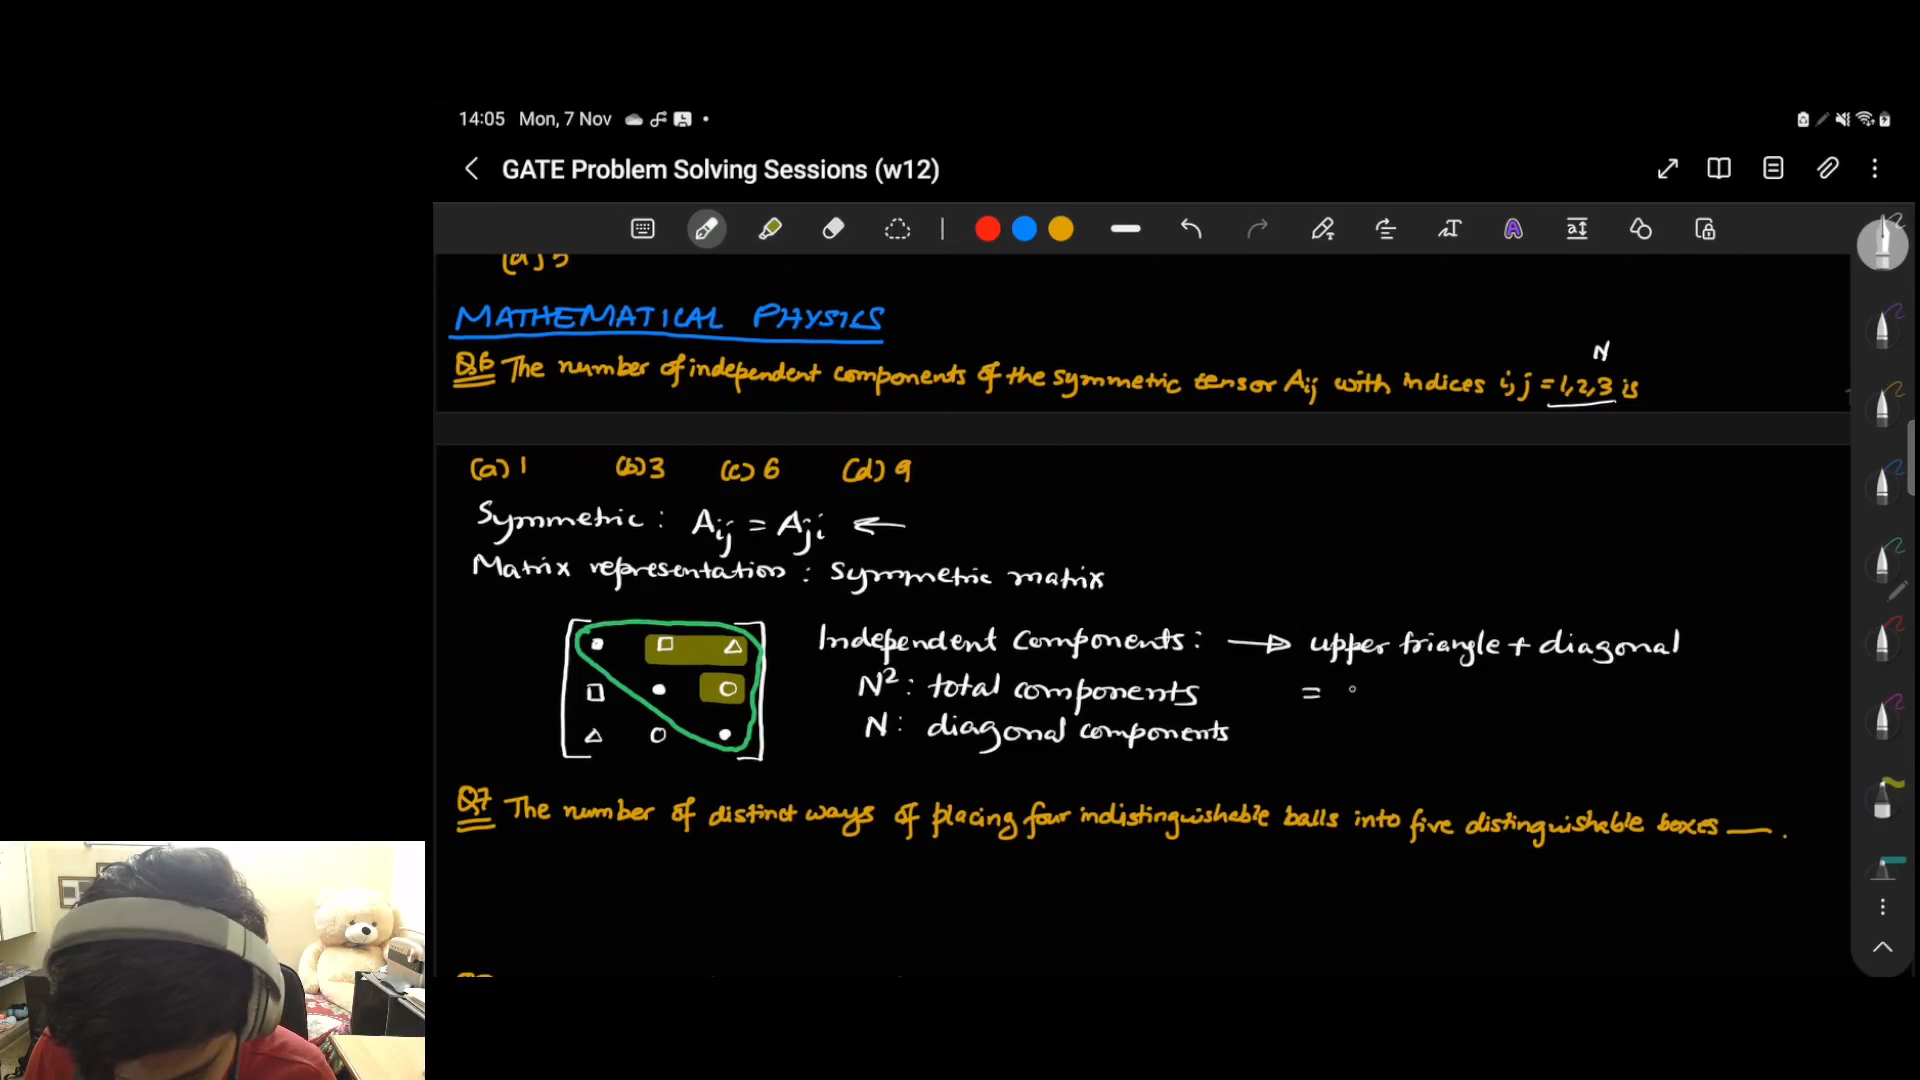 14:05 Mon, 7 Nov
GATE Problem Solving Sessions (w12)
MATHEMATICAL PHYSICS
N
Q6 The number of independent components of the symmetric tensor Aij with indices i, j = 1, 2, 3 is
(a) 1 (b) 3 (c) 6 (d) 9
Symmetric : Aij = Aji ←
Matrix representation : symmetric matrix
Independent Components : → upper triangle + diagonal
N² : total components =
N : diagonal components
Q7 The number of distinct ways of placing four indistinguishable balls into five distinguishable boxes __ .